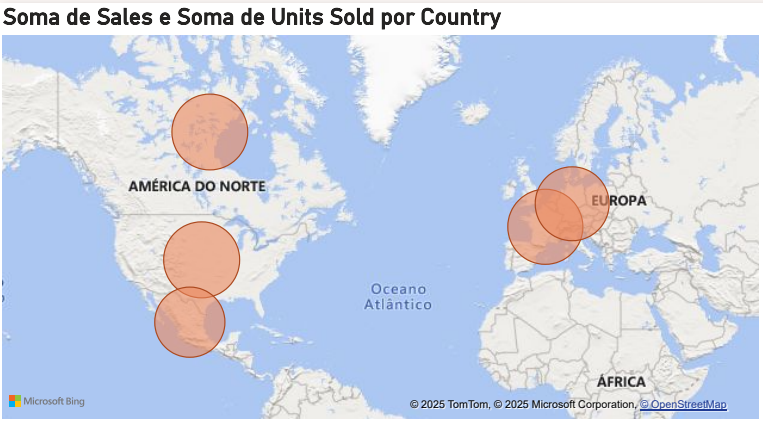 Soma de Sales e Soma de Units Sold por Country
AMÉRICA DO NORTE
EUROPA
Oceano
Atlântico
ÁFRICA
Microsoft Bing
© 2025 TomTom, © 2025 Microsoft Corporation, © OpenStreetMap